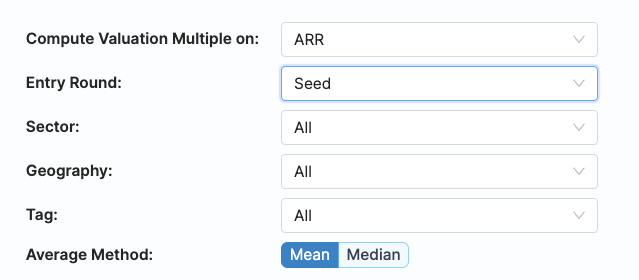 Compute Valuation Multiple on: ARR
Entry Round: Seed
Sector: All
Geography: All
Tag: All
Average Method: Mean Median